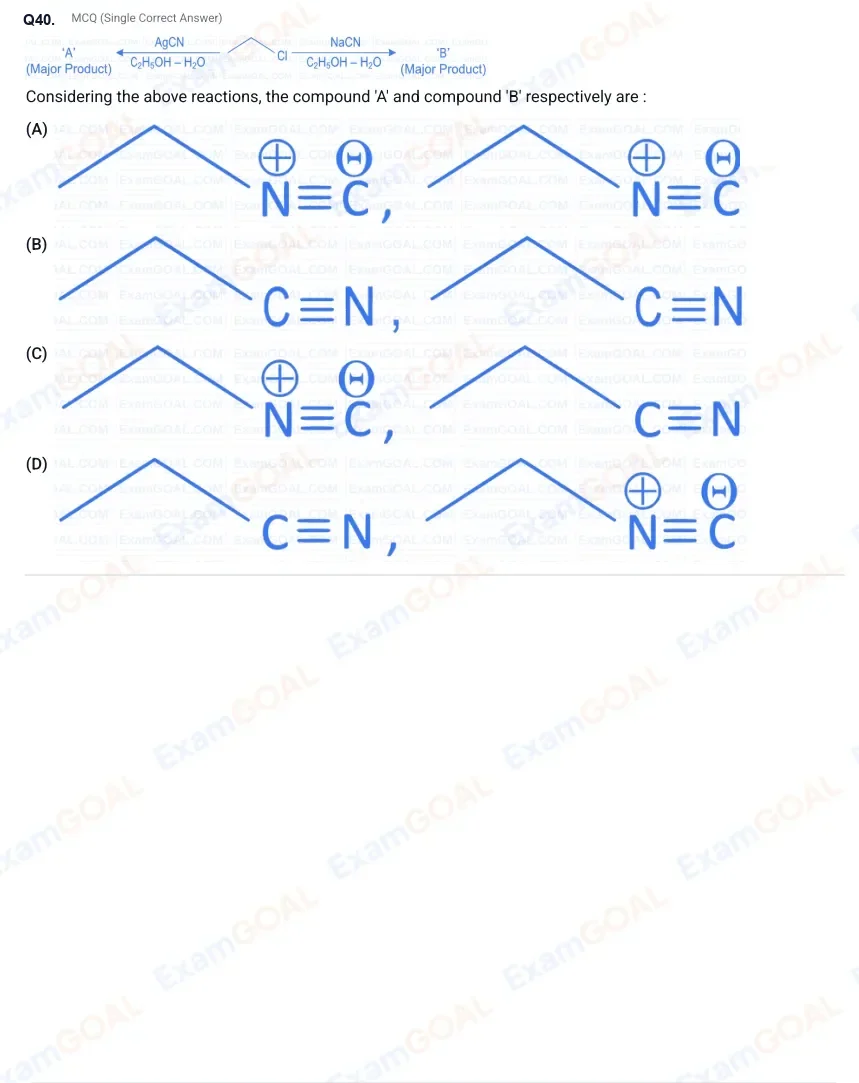 Q40. MCQ (Single Correct Answer)
'A' (Major Product) AgCN C₂H₅OH – H₂O Cl NaCN C₂H₅OH – H₂O 'B' (Major Product)
Considering the above reactions, the compound 'A' and compound 'B' respectively are :
(A) ⊕ ⊖ N≡C , ⊕ ⊖ N≡C
(B) C≡N , C≡N
(C) ⊕ ⊖ N≡C , C≡N
(D) C≡N , ⊕ ⊖ N≡C
ExamGOAL